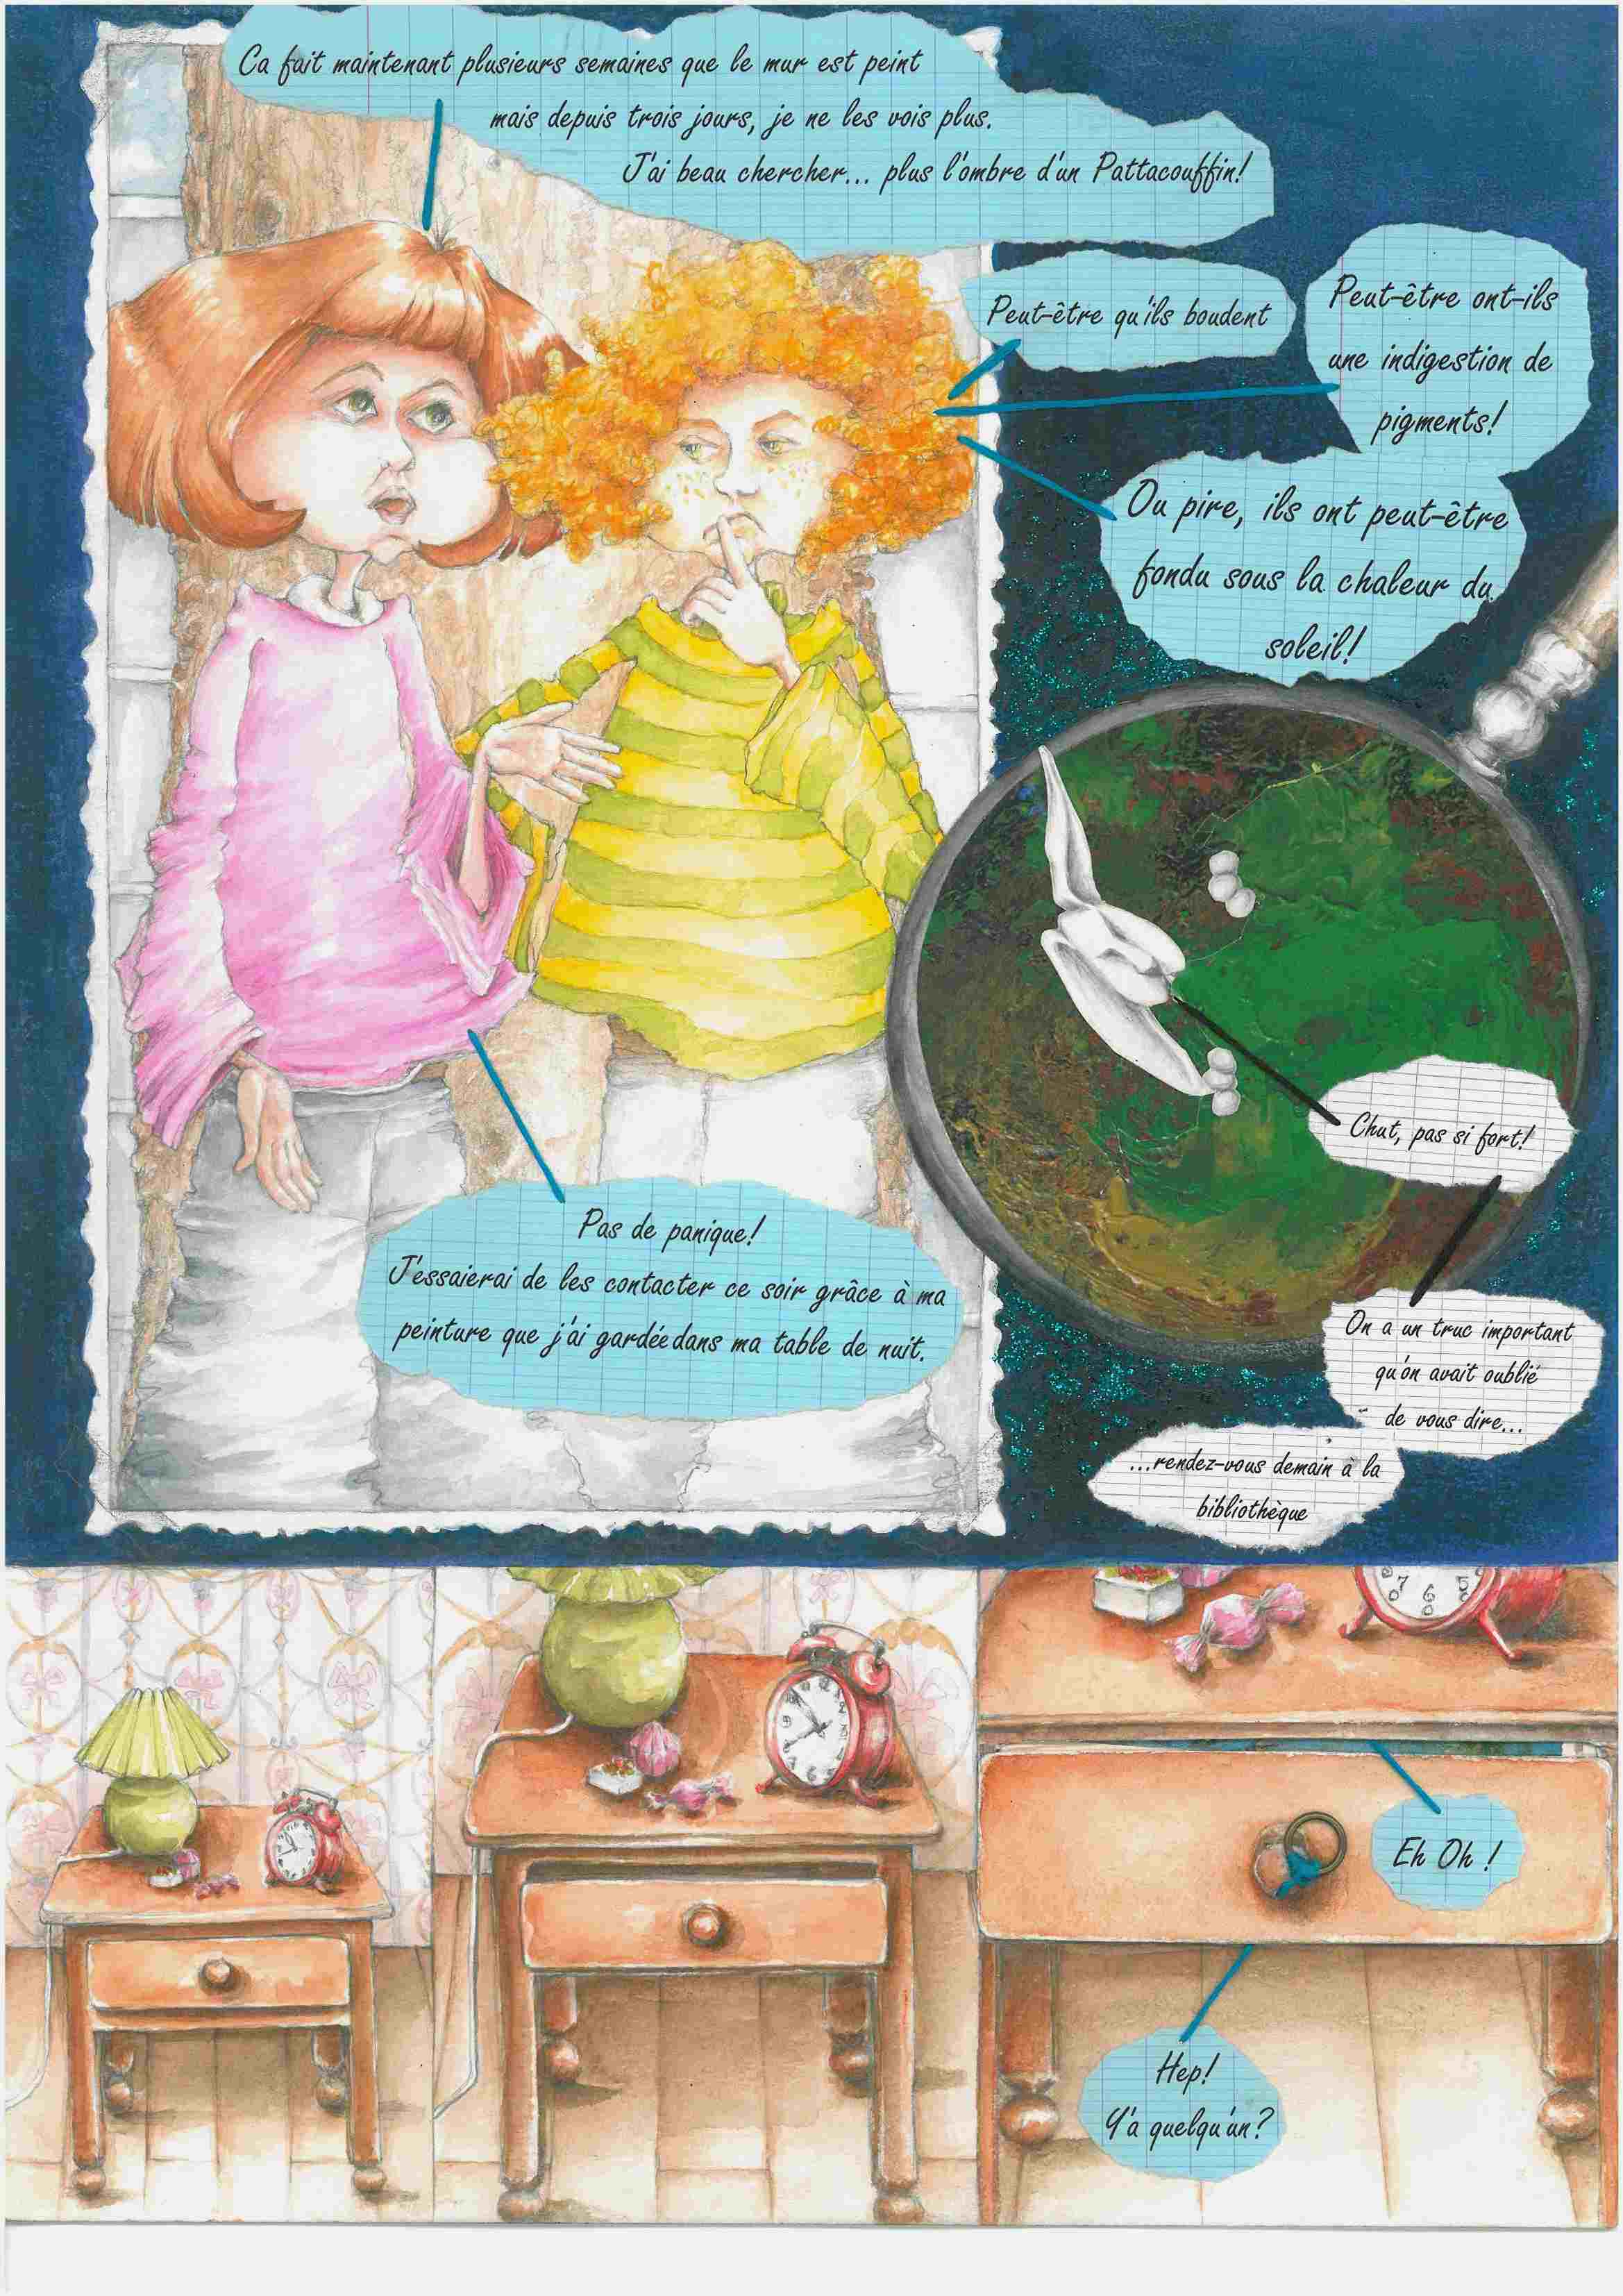 Ca fait maintenant plusieurs semaines que le mur est peint
mais depuis trois jours, je ne les vois plus.
J'ai beau chercher... plus l'ombre d'un Pattacouffin!
Peut-être qu'ils boudent
Peut-être ont-ils
une indigestion de
pigments!
Ou pire, ils ont peut-être
fondu sous la chaleur du
soleil!
Chut, pas si fort!
On a un truc important
qu'on avait oublié
de vous dire...
...rendez-vous demain à la
bibliothèque
Pas de panique!
J'essaierai de les contacter ce soir grâce à ma
peinture que j'ai gardée dans ma table de nuit.
7 6 5
Eh Oh !
Hep!
Y'a quelqu'un?